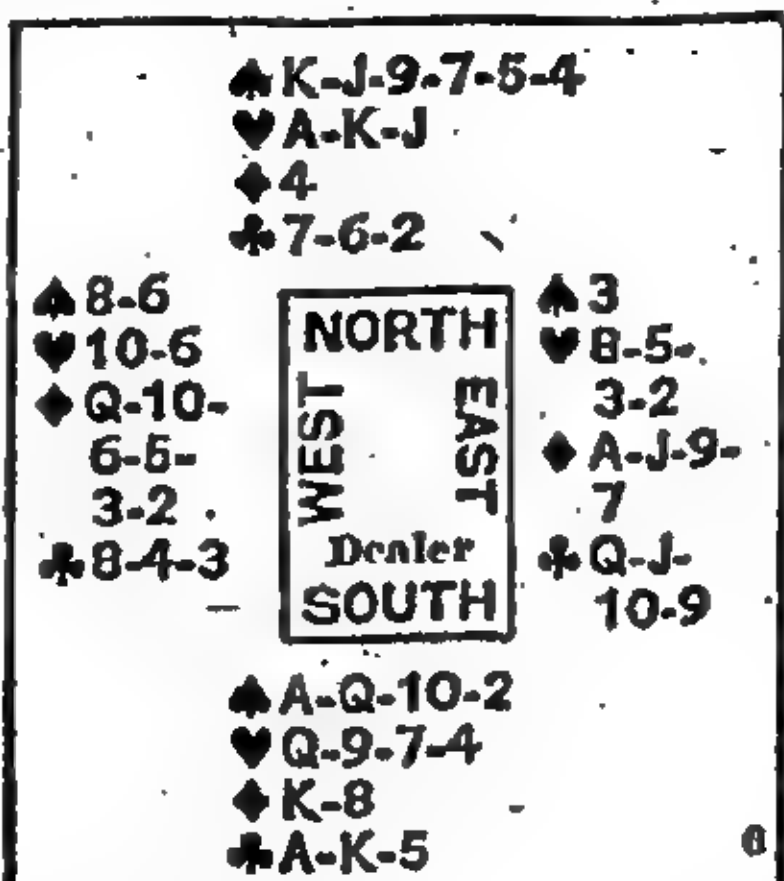 ♠ K-J-9-7-5-4
♥ A-K-J
♦ 4
♣ 7-6-2
♠ 8-6
♥ 10-6
♦ Q-10-
6-5-
3-2
♣ 8-4-3
NORTH
WEST
EAST
Dealer
SOUTH
♠ 3
♥ 8-5-
3-2
♦ A-J-9-
7
♣ Q-J-
10-9
♠ A-Q-10-2
♥ Q-9-7-4
♦ K-8
♣ A-K-5